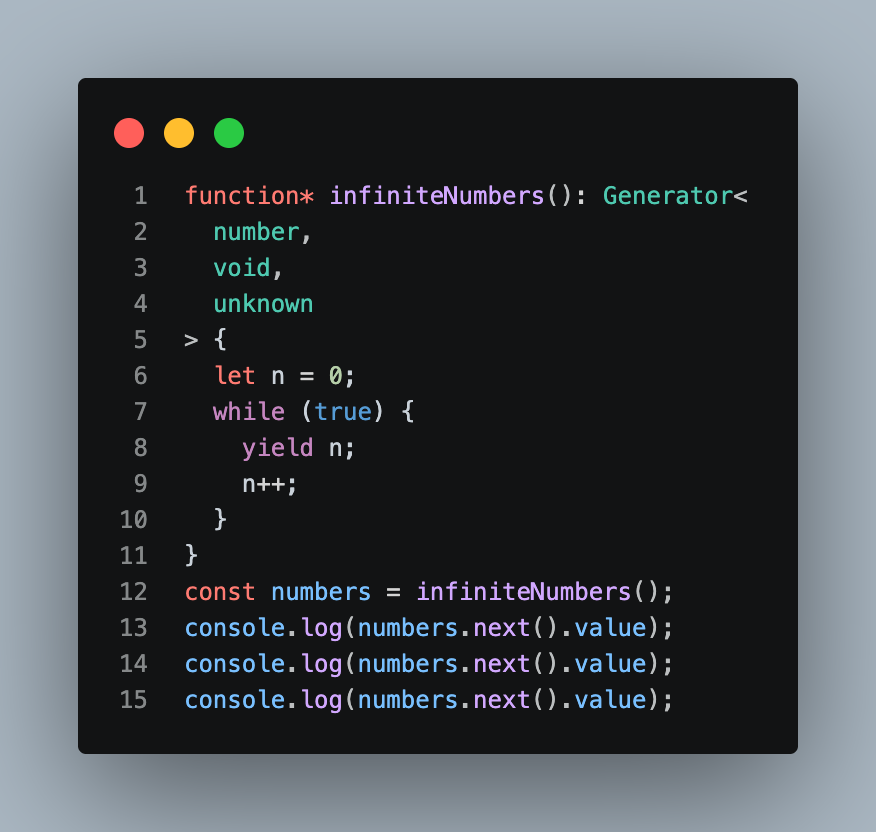 1 function* infiniteNumbers(): Generator<
2   number,
3   void,
4   unknown
5 > {
6   let n = 0;
7   while (true) {
8     yield n;
9     n++;
10   }
11 }
12 const numbers = infiniteNumbers();
13 console.log(numbers.next().value);
14 console.log(numbers.next().value);
15 console.log(numbers.next().value);